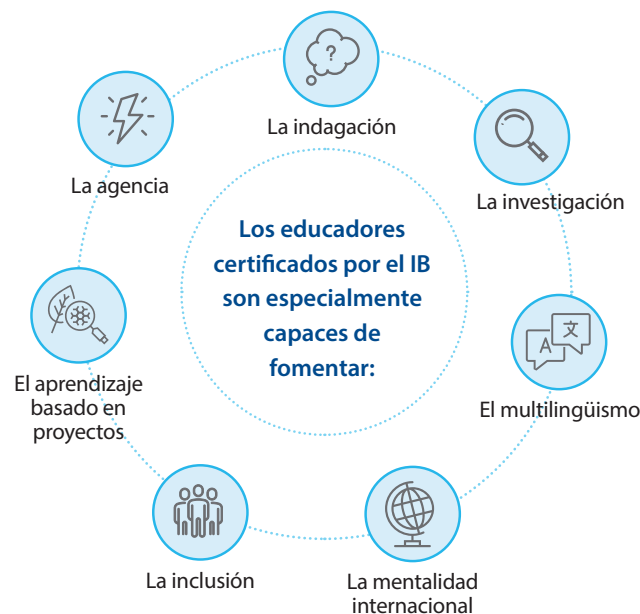 La indagación
La investigación
El multilingüismo
La mentalidad
internacional
La inclusión
El aprendizaje
basado en
proyectos
La agencia
Los educadores
certificados por el IB
son especialmente
capaces de
fomentar:
?
A
文